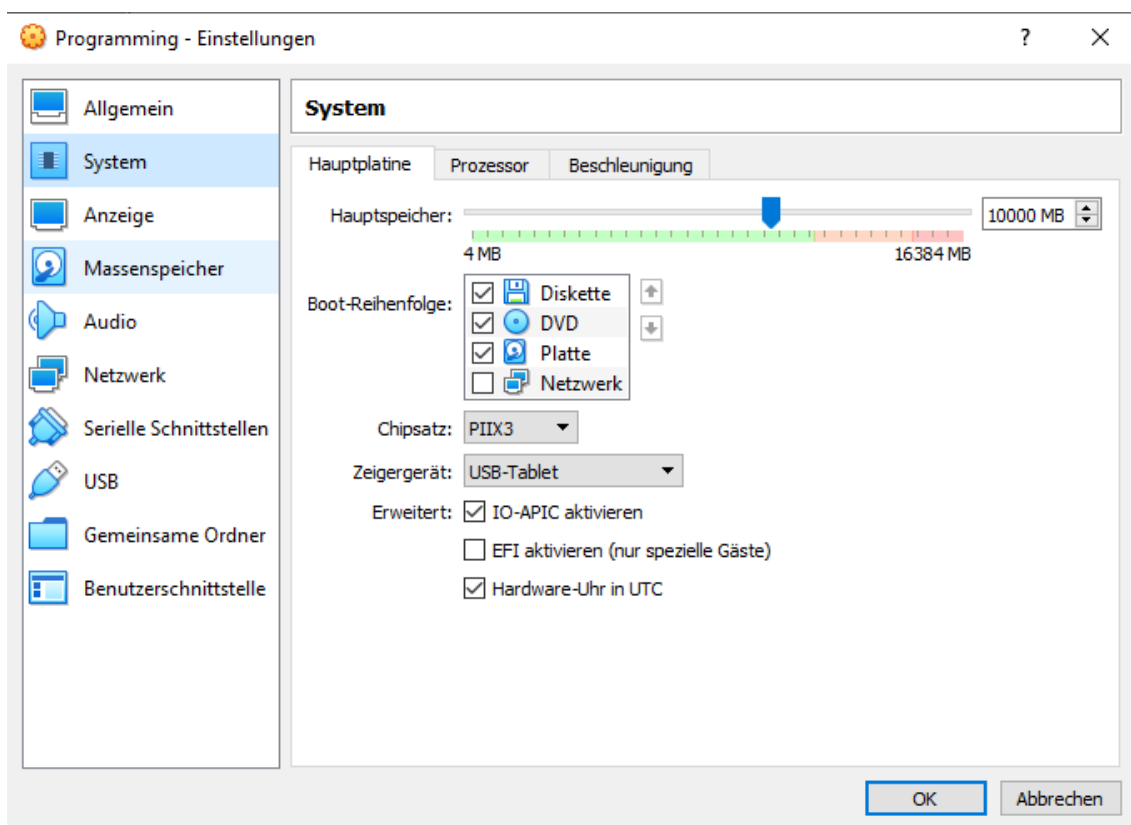 Programming - Einstellungen
?
Allgemein
System
Anzeige
Massenspeicher
Audio
Netzwerk
Serielle Schnittstellen
USB
Gemeinsame Ordner
Benutzerschnittstelle
System
Hauptplatine Prozessor Beschleunigung
Hauptspeicher: 10000 MB
4 MB 16384 MB
Boot-Reihenfolge:
Diskette
DVD
Platte
Netzwerk
Chipsatz: PIIX3
Zeigergerät: USB-Tablet
Erweitert: IO-APIC aktivieren
EFI aktivieren (nur spezielle Gäste)
Hardware-Uhr in UTC
OK Abbrechen